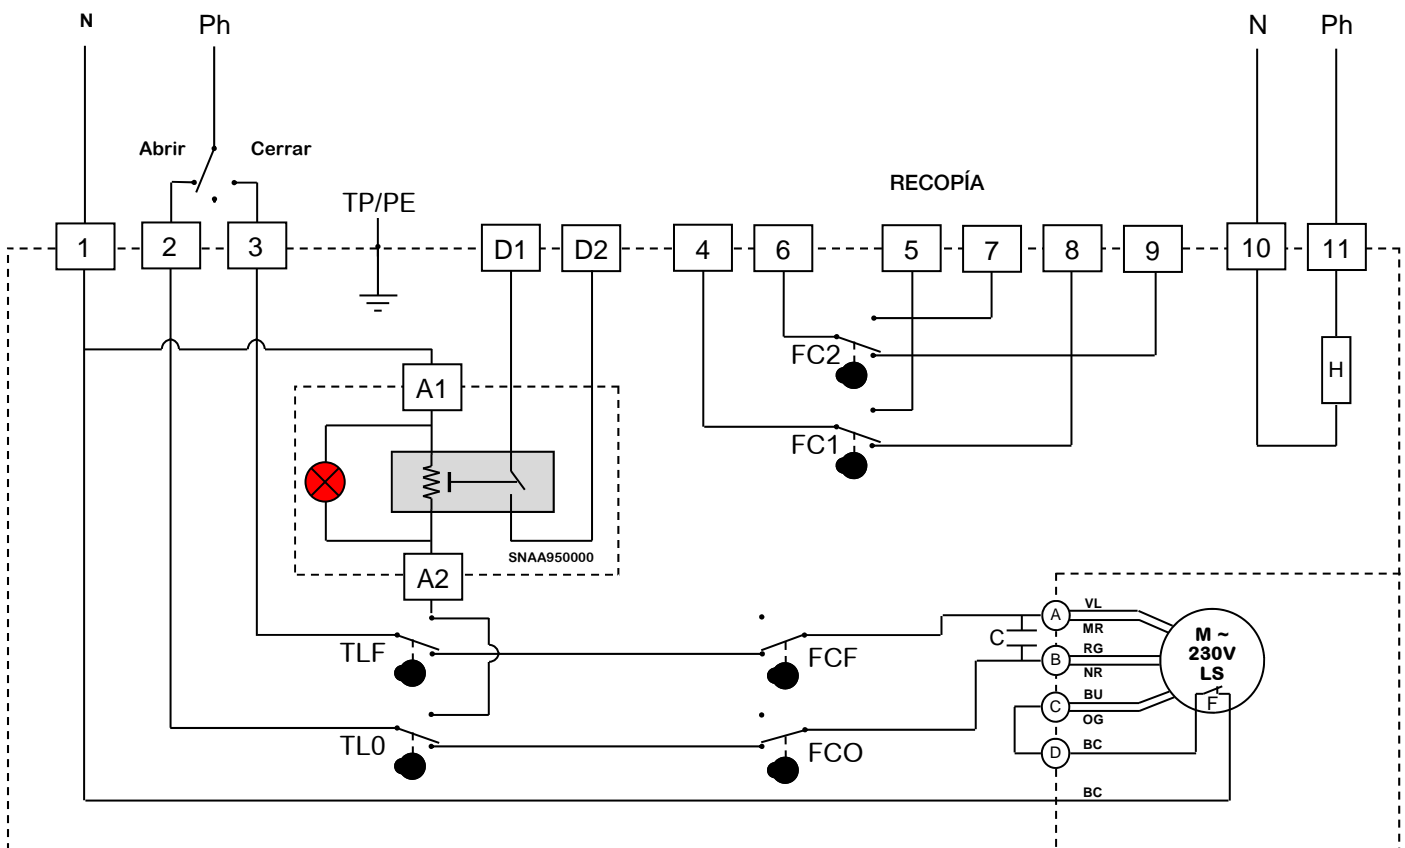 N
Ph
N
Ph
Abrir
Cerrar
RECOPÍA
TP/PE
1
2
3
D1
D2
4
6
5
7
8
9
10
11
FC2
H
A1
FC1
SNAA950000
A2
TLF
FCF
C
A
VL
MR
B
RG
NR
C
BU
OG
D
BC
M ~
230V
LS
F
TL0
FCO
BC